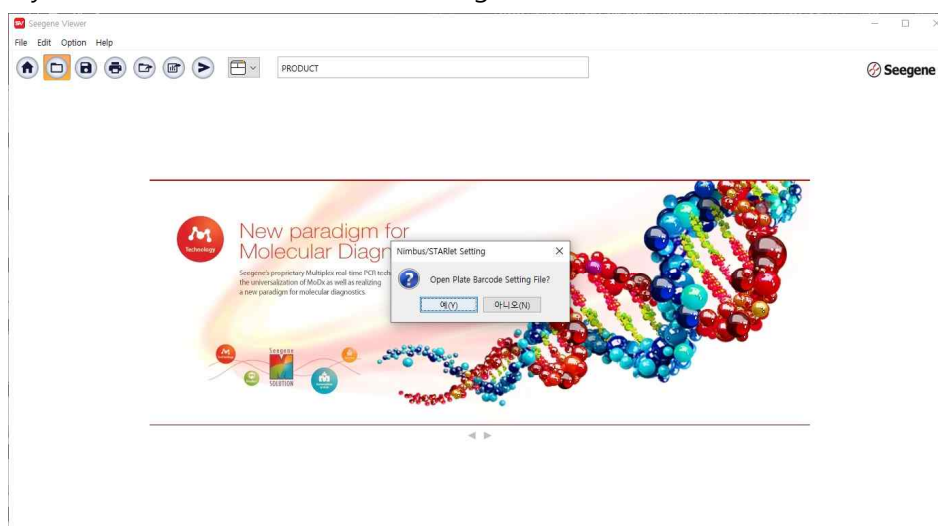 Seegene Viewer
File Edit Option Help
PRODUCT
Seegene
New paradigm for
Molecular Diagn
Technology
Seegene's proprietary Multiplex real-time PCR tech
the universalization of MoDx as well as realizing
a new paradigm for molecular diagnostics
Nimbus/STARlet Setting
Open Plate Barcode Setting File?
예(Y) 아니오(N)
Seegene
SOLUTION